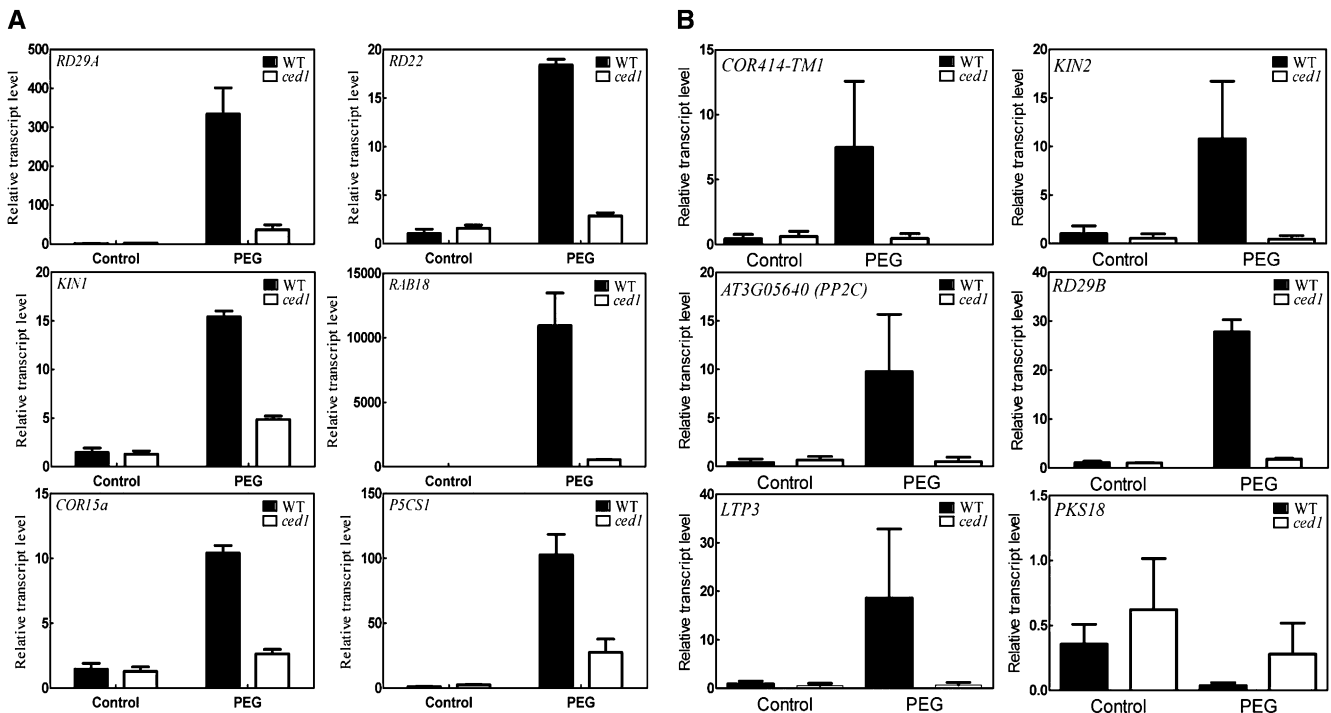 A
B
Relative transcript level
500
400
300
200
100
0
RD29A
WT
ced1
Control
PEG
Relative transcript level
20
15
10
5
0
RD22
WT
ced1
Control
PEG
Relative transcript level
15
10
5
0
COR414-TM1
WT
ced1
Control
PEG
Relative transcript level
20
15
10
5
0
KIN2
WT
ced1
Control
PEG
Relative transcript level
20
15
10
5
0
KIN1
WT
ced1
Control
PEG
Relative transcript level
15000
10000
5000
0
RAB18
WT
ced1
Control
PEG
Relative transcript level
20
15
10
5
0
AT3G05640 (PP2C)
WT
ced1
Control
PEG
Relative transcript level
40
30
20
10
0
RD29B
WT
ced1
Control
PEG
Relative transcript level
15
10
5
0
COR15a
WT
ced1
Control
PEG
Relative transcript level
150
100
50
0
P5CS1
WT
ced1
Control
PEG
Relative transcript level
40
30
20
10
0
LTP3
WT
ced1
Control
PEG
Relative transcript level
1.5
1.0
0.5
0.0
PKS18
WT
ced1
Control
PEG